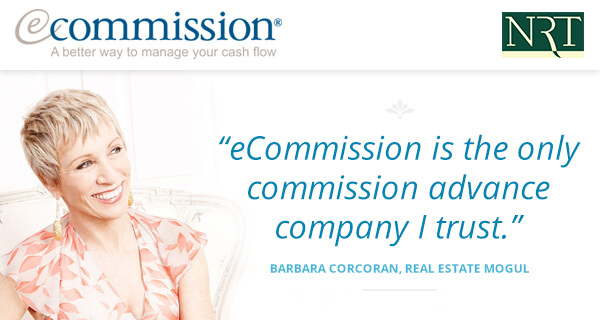 ecommission®
A better way to manage your cash flow
NRT
“eCommission is the only
commission advance
company I trust.”
BARBARA CORCORAN, REAL ESTATE MOGUL